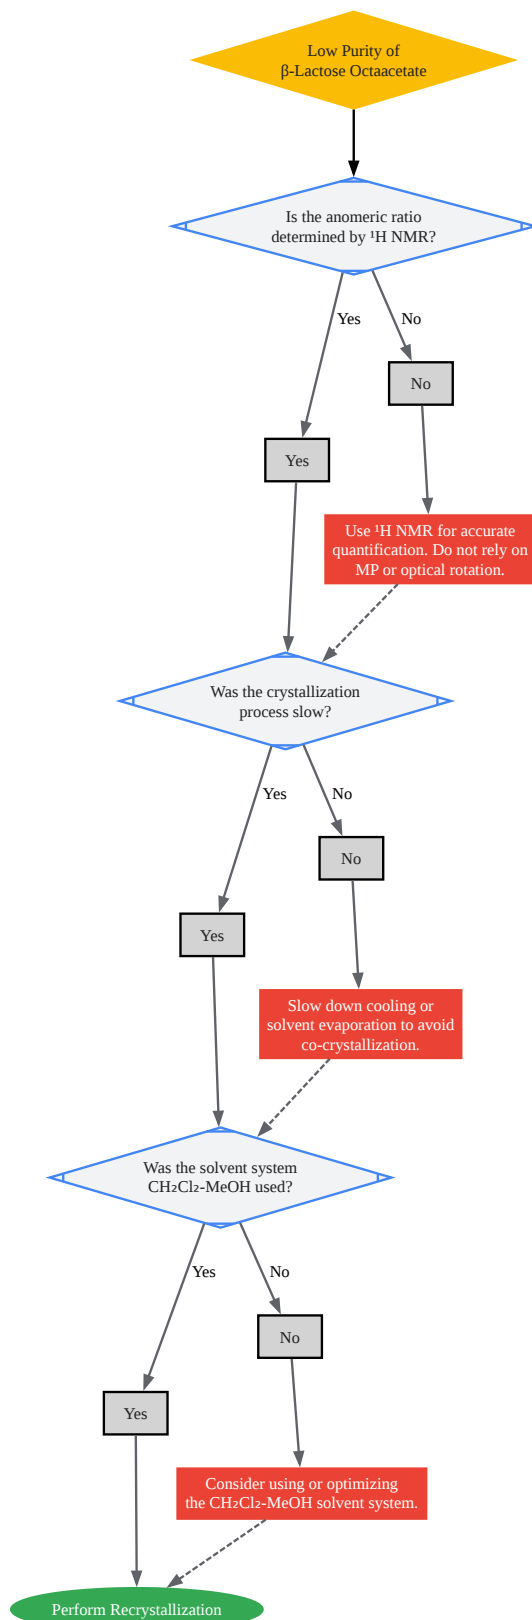 Low Purity of
β-Lactose Octaacetate
Is the anomeric ratio
determined by ¹H NMR?
Yes
No
No
Yes
Use ¹H NMR for accurate
quantification. Do not rely on
MP or optical rotation.
Was the crystallization
process slow?
Yes
No
No
Yes
Slow down cooling or
solvent evaporation to avoid
co-crystallization.
Was the solvent system
CH₂Cl₂-MeOH used?
Yes
No
No
Yes
Consider using or optimizing
the CH₂Cl₂-MeOH solvent system.
Perform Recrystallization